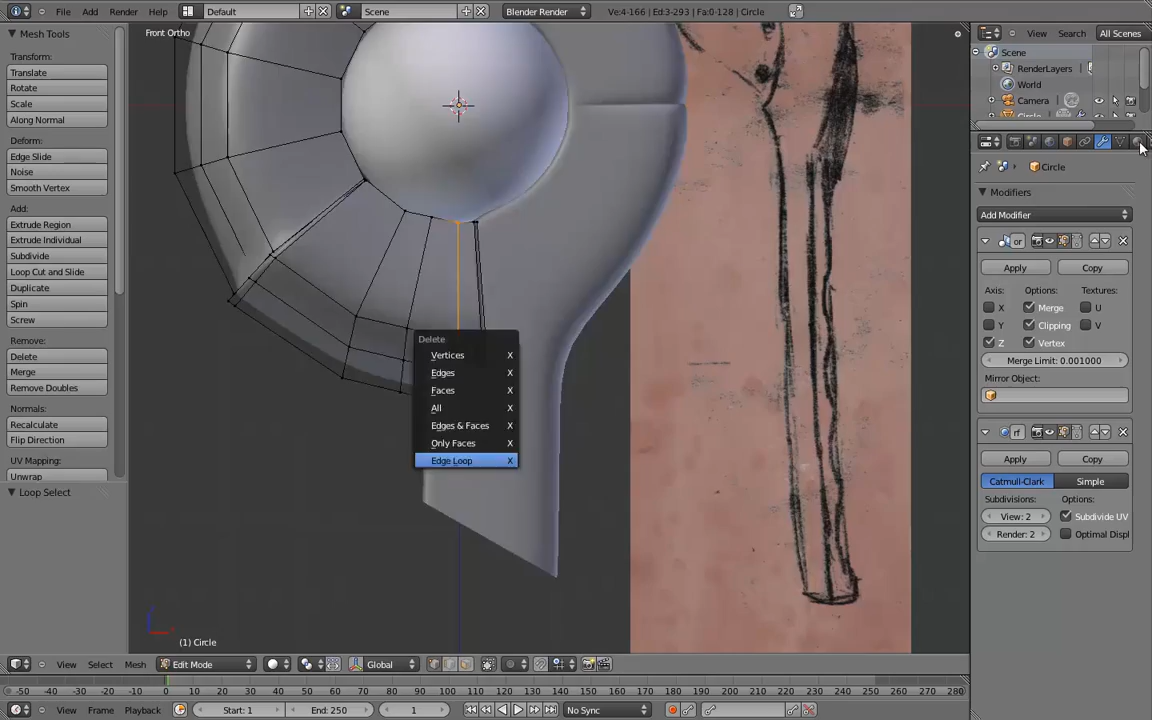 File Add Render Help Default Scene Blender Render Ve:4-166 | Ed:3-293 | Fa:0-128 | Circle
Mesh Tools
Transform:
Translate
Rotate
Scale
Along Normal
Deform:
Edge Slide
Noise
Smooth Vertex
Add:
Extrude Region
Extrude Individual
Subdivide
Loop Cut and Slide
Duplicate
Spin
Screw
Remove:
Delete
Merge
Remove Doubles
Normals:
Recalculate
Flip Direction
UV Mapping:
Unwrap
Loop Select
Front Ortho
Delete
Vertices X
Edges X
Faces X
All X
Edges & Faces X
Only Faces X
Edge Loop X
(1) Circle
View Search All Scenes
Scene
RenderLayers
World
Camera
Circle
Circle
Modifiers
Add Modifier
or
Apply Copy
Axis: Options: Textures:
X Merge U
Y Clipping V
Z Vertex
Merge Limit: 0.001000
Mirror Object:
rf
Apply Copy
Catmull-Clark Simple
Subdivisions: Options:
View: 2 Subdivide UV
Render: 2 Optimal Displ
View Select Mesh Edit Mode Global
-50 -40 -30 -20 -10 0 10 20 30 40 50 60 70 80 90 100 110 120 130 140 150 160 170 180 190 200 210 220 230 240 250 260 270 280
View Frame Playback Start: 1 End: 250 1 No Sync